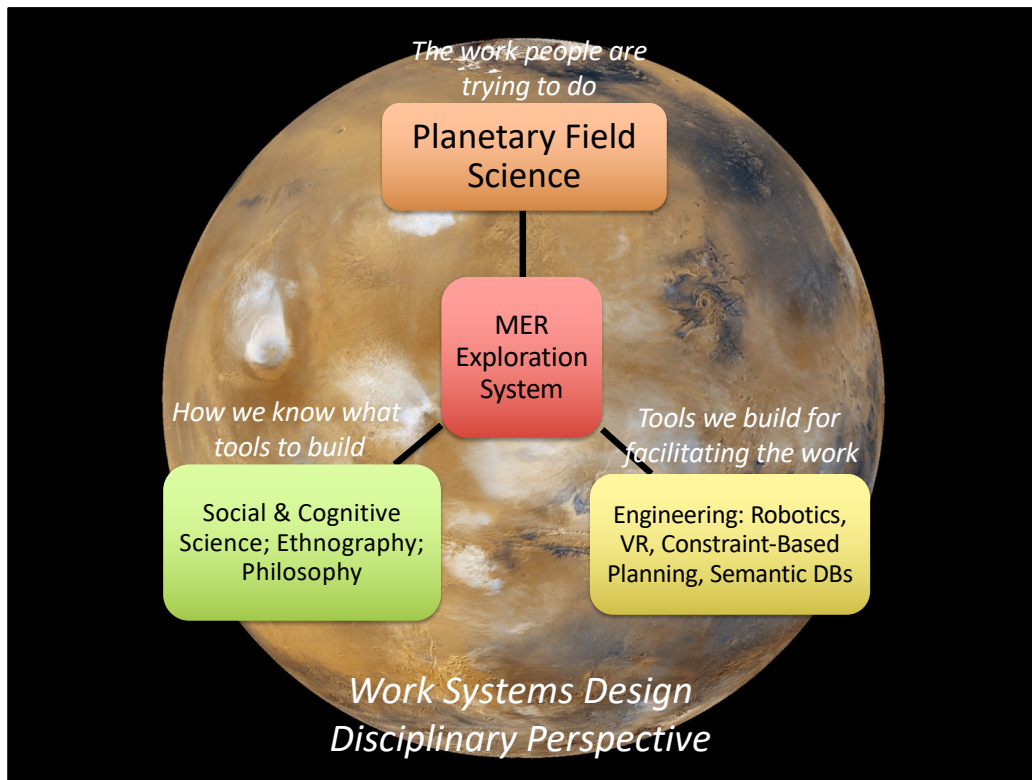 The work people are
trying to do
Planetary Field
Science
MER
Exploration
System
How we know what
tools to build
Social & Cognitive
Science; Ethnography;
Philosophy
Tools we build for
facilitating the work
Engineering: Robotics,
VR, Constraint-Based
Planning, Semantic DBs
Work Systems Design
Disciplinary Perspective